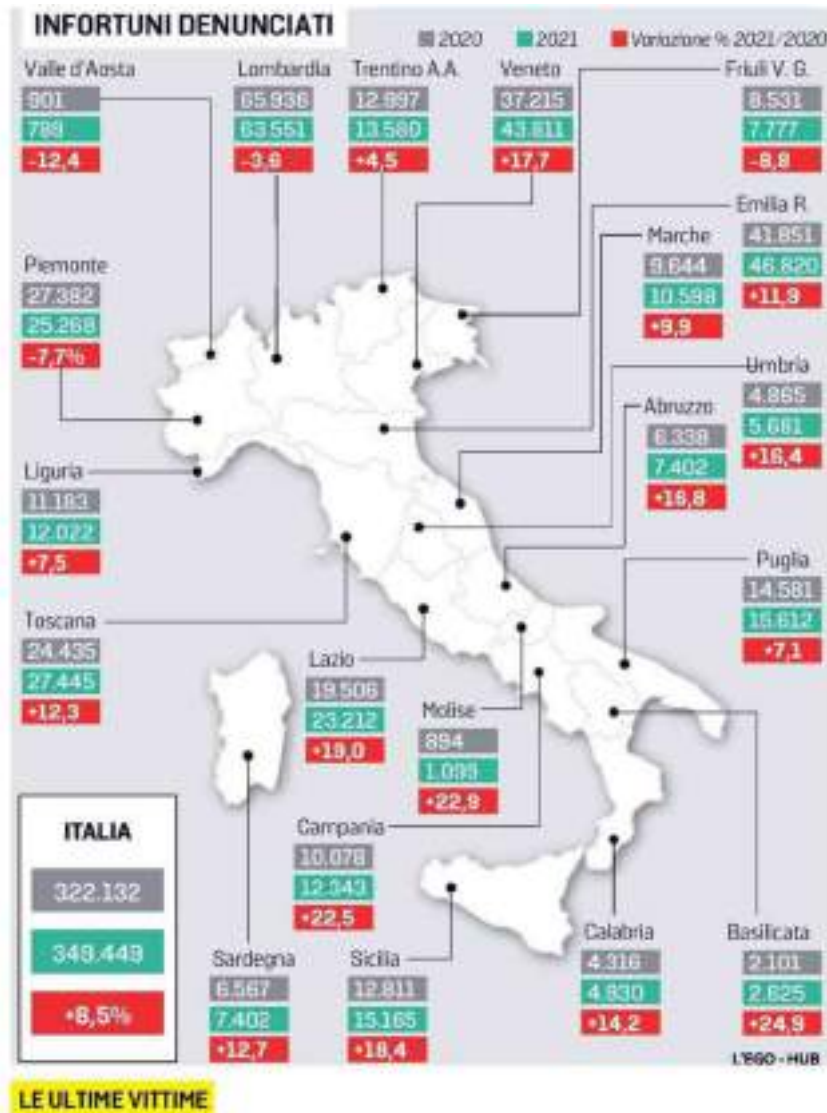 INFORTUNI DENUNCIATI
2020 2021 Variazione % 2021/2020
Valle d'Aosta
901
789
-12,4
Lombardia
65.936
63.551
-3,6
Trentino A.A.
12.997
13.580
+4,5
Veneto
37.215
43.811
+17,7
Friuli V. G.
8.531
7.777
-8,8
Emilia R.
41.851
46.820
+11,9
Marche
9.644
10.598
+9,9
Piemonte
27.382
25.268
-7,7%
Umbria
4.865
5.661
+16,4
Abruzzo
6.338
7.402
+16,8
Liguria
11.183
12.022
+7,5
Puglia
14.581
15.612
+7,1
Toscana
24.435
27.445
+12,3
Lazio
19.506
23.212
+19,0
Molise
894
1.099
+22,9
Campania
10.078
12.343
+22,5
ITALIA
322.132
349.449
+8,5%
Sardegna
6.567
7.402
+12,7
Sicilia
12.811
15.165
+18,4
Calabria
4.316
4.930
+14,2
Basilicata
2.101
2.625
+24,9
L'EGO - HUB
LE ULTIME VITTIME